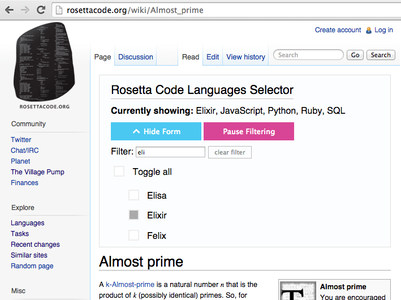 rosettacode.org/wiki/Almost_prime
Create account Log in
Page Discussion Read Edit View history Search Go Search
ROSETTACODE.ORG
Community
Twitter
Chat/IRC
Planet
The Village Pump
Finances
Explore
Languages
Tasks
Recent changes
Similar sites
Random page
Misc
Rosetta Code Languages Selector
Currently showing: Elixir, JavaScript, Python, Ruby, SQL
Hide Form Pause Filtering
Filter: eli clear filter
Toggle all
Elisa
Elixir
Felix
Almost prime
A k-Almost-prime is a natural number n that is the
product of k (possibly identical) primes. So, for
T
Almost prime
You are encouraged